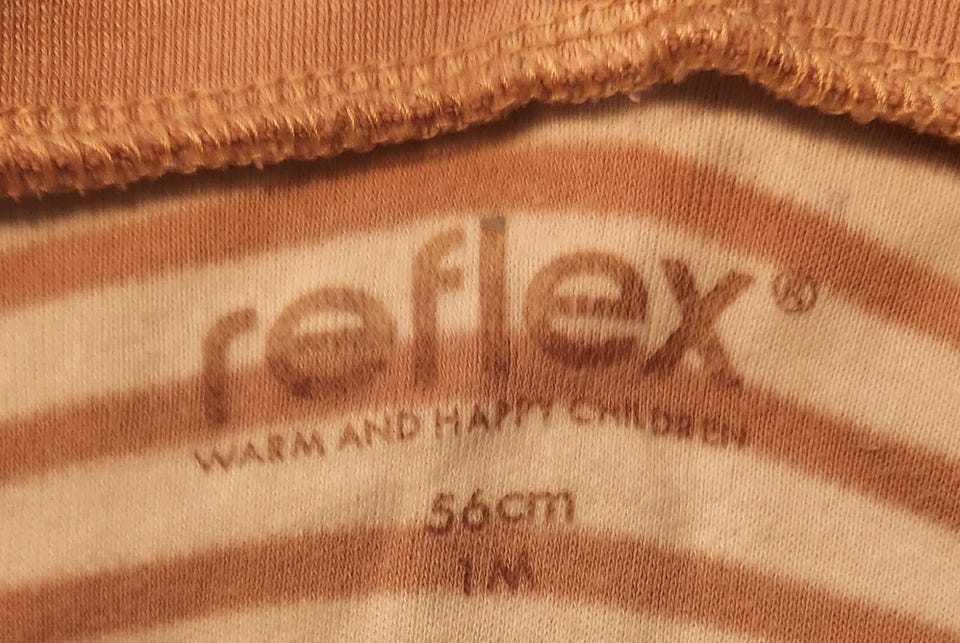 reflex®
WARM AND HAPPY CHILDREN
56cm
1M